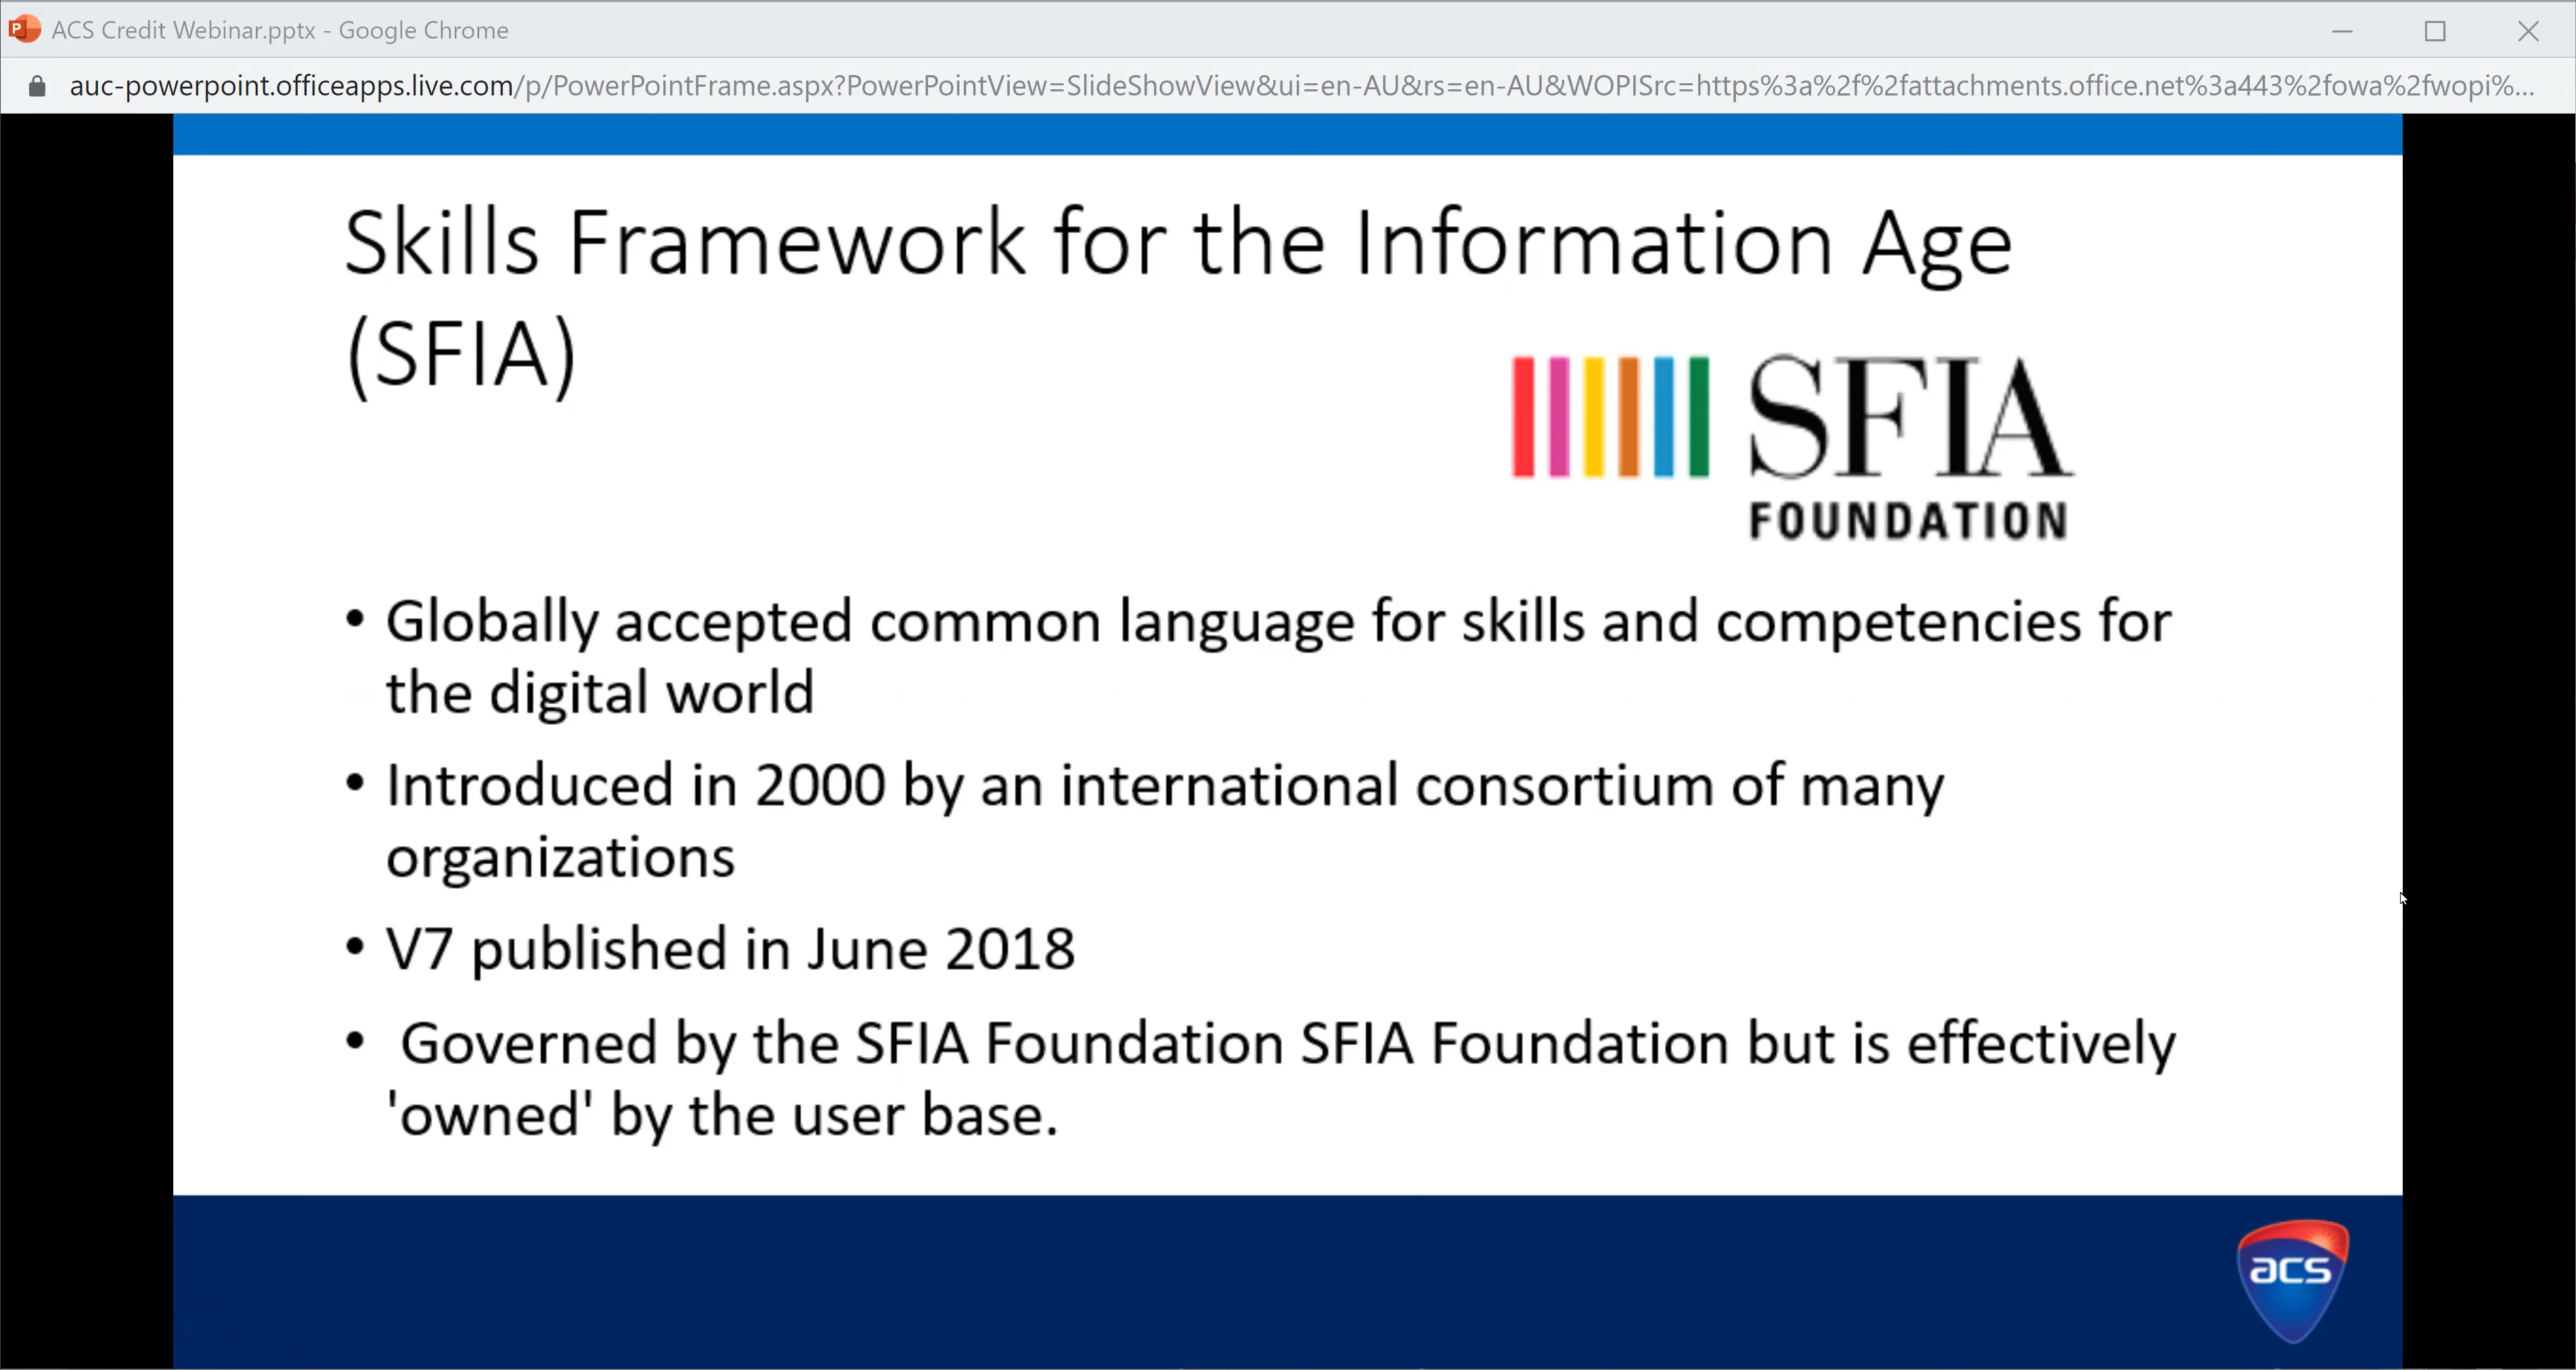 ACS Credit Webinar.pptx - Google Chrome
auc-powerpoint.officeapps.live.com/p/PowerPointFrame.aspx?PowerPointView=SlideShowView&ui=en-AU&rs=en-AU&WOPISrc=https%3a%2f%2fattachments.office.net%3a443%2fowa%2fwopi%...
Skills Framework for the Information Age
(SFIA)
SFIA
FOUNDATION
• Globally accepted common language for skills and competencies for
the digital world
• Introduced in 2000 by an international consortium of many
organizations
• V7 published in June 2018
• Governed by the SFIA Foundation SFIA Foundation but is effectively
'owned' by the user base.
acs